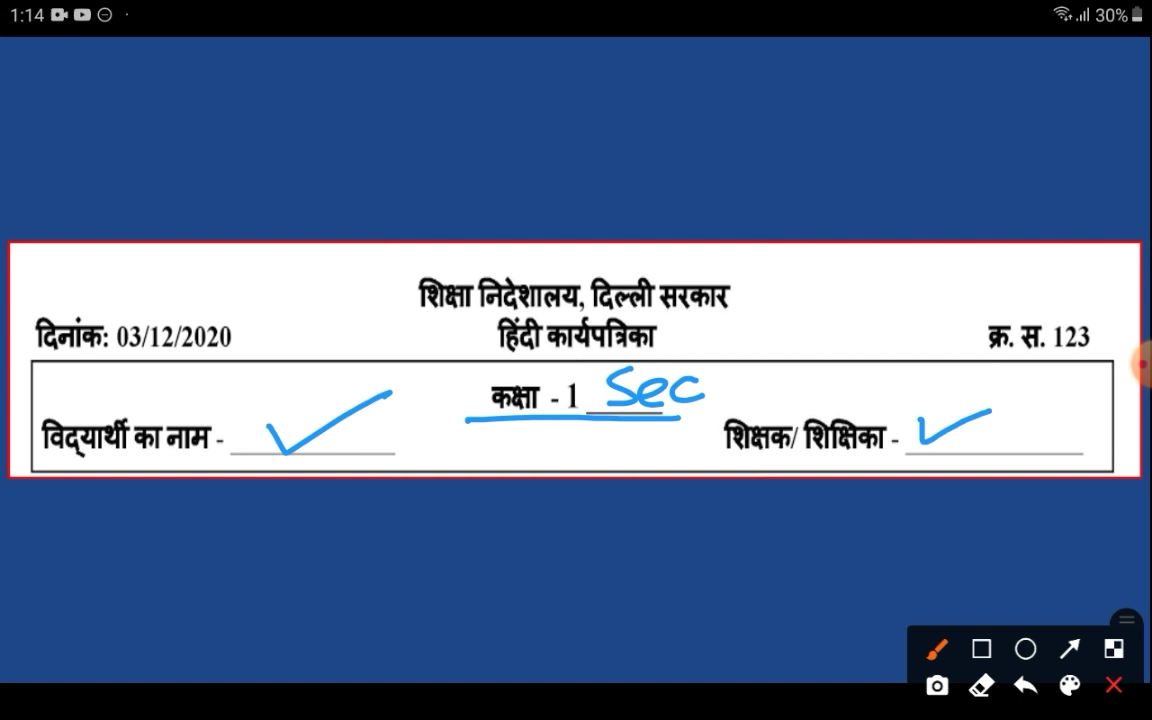 1:14 30%
शिक्षा निदेशालय, दिल्ली सरकार
दिनांक: 03/12/2020 हिंदी कार्यपत्रिका क्र. स. 123
कक्षा - 1 Sec
विद्यार्थी का नाम - शिक्षक/ शिक्षिका -